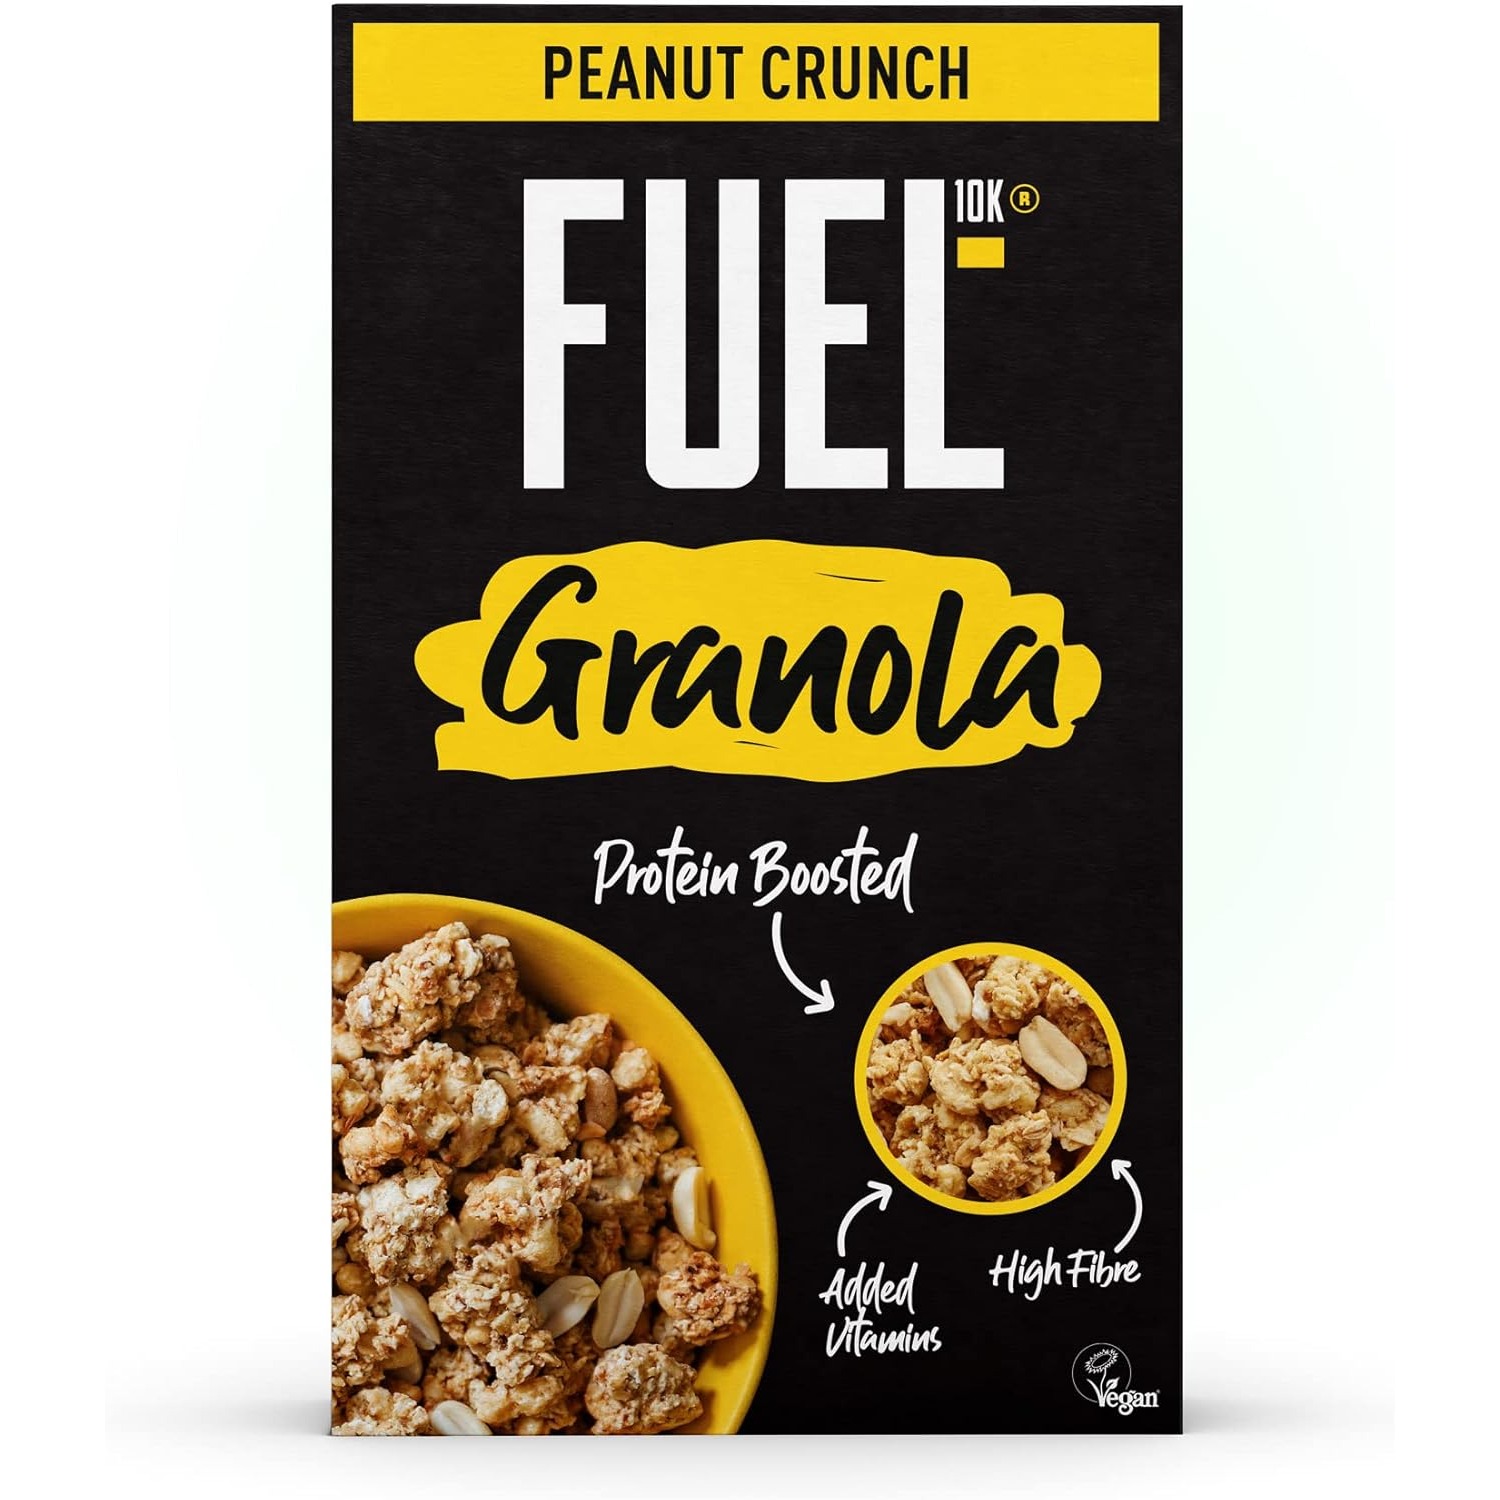 PEANUT CRUNCH
FUEL 10K®
Granola
Protein Boosted
Added
Vitamins
High Fibre
Vegan